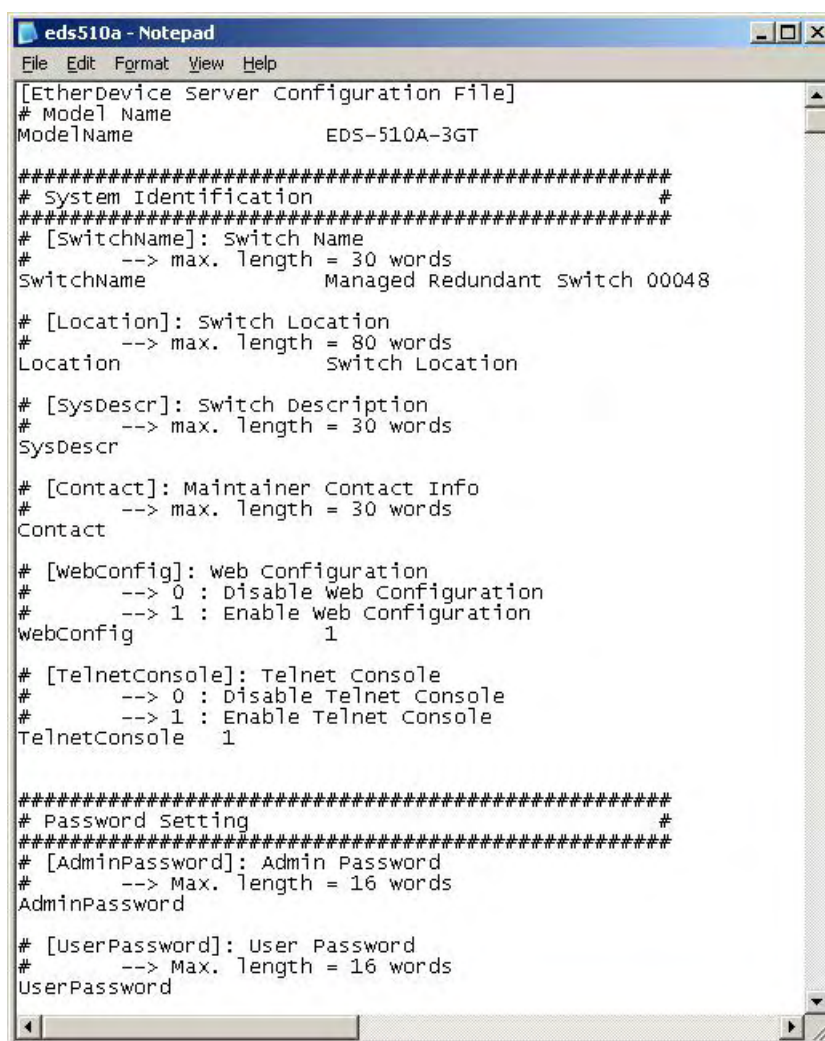 eds510a - Notepad
File Edit Format View Help
[EtherDevice Server Configuration File]
# Model Name
ModelName                EDS-510A-3GT
###################################################
# System Identification                           #
###################################################
# [SwitchName]: Switch Name
#       --> max. length = 30 words
SwitchName               Managed Redundant Switch 00048
# [Location]: Switch Location
#       --> max. length = 80 words
Location                 Switch Location
# [SysDescr]: Switch Description
#       --> max. length = 30 words
SysDescr
# [Contact]: Maintainer Contact Info
#       --> max. length = 30 words
Contact
# [WebConfig]: Web Configuration
#       --> 0 : Disable Web Configuration
#       --> 1 : Enable Web Configuration
WebConfig                1
# [TelnetConsole]: Telnet Console
#       --> 0 : Disable Telnet Console
#       --> 1 : Enable Telnet Console
TelnetConsole   1
###################################################
# Password Setting                                #
###################################################
# [AdminPassword]: Admin Password
#       --> Max. length = 16 words
AdminPassword
# [UserPassword]: User Password
#       --> Max. length = 16 words
UserPassword